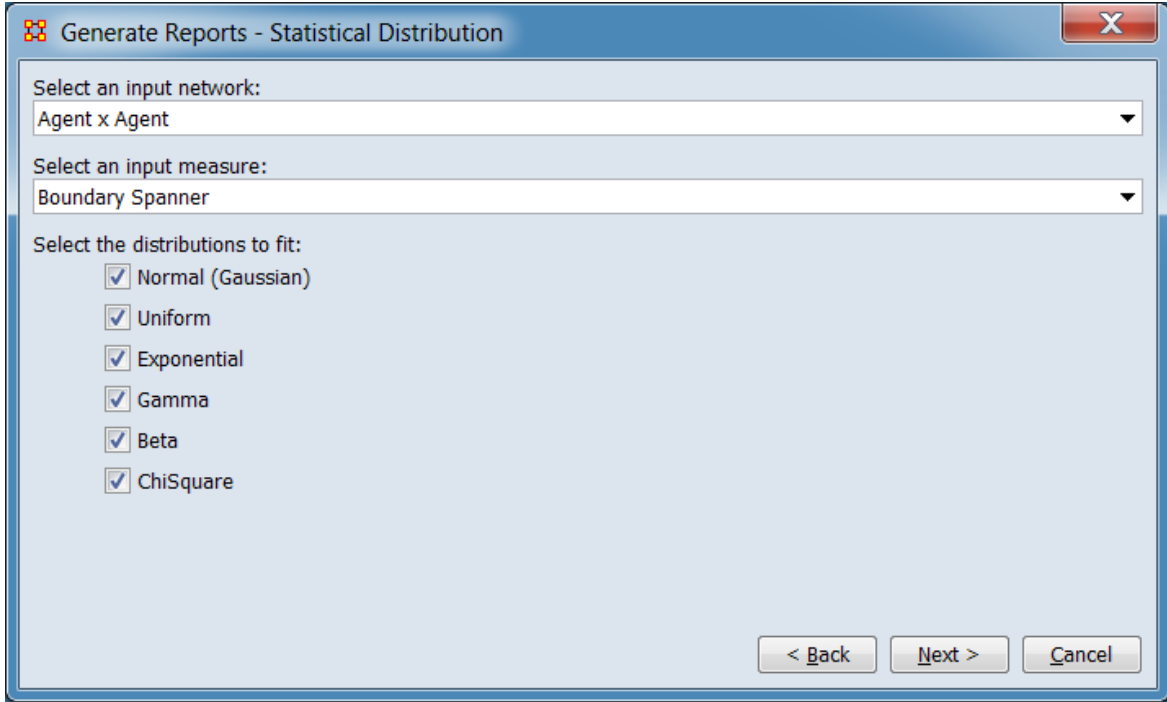 Generate Reports - Statistical Distribution
X
Select an input network:
Agent x Agent
Select an input measure:
Boundary Spanner
Select the distributions to fit:
Normal (Gaussian)
Uniform
Exponential
Gamma
Beta
ChiSquare
< Back Next > Cancel